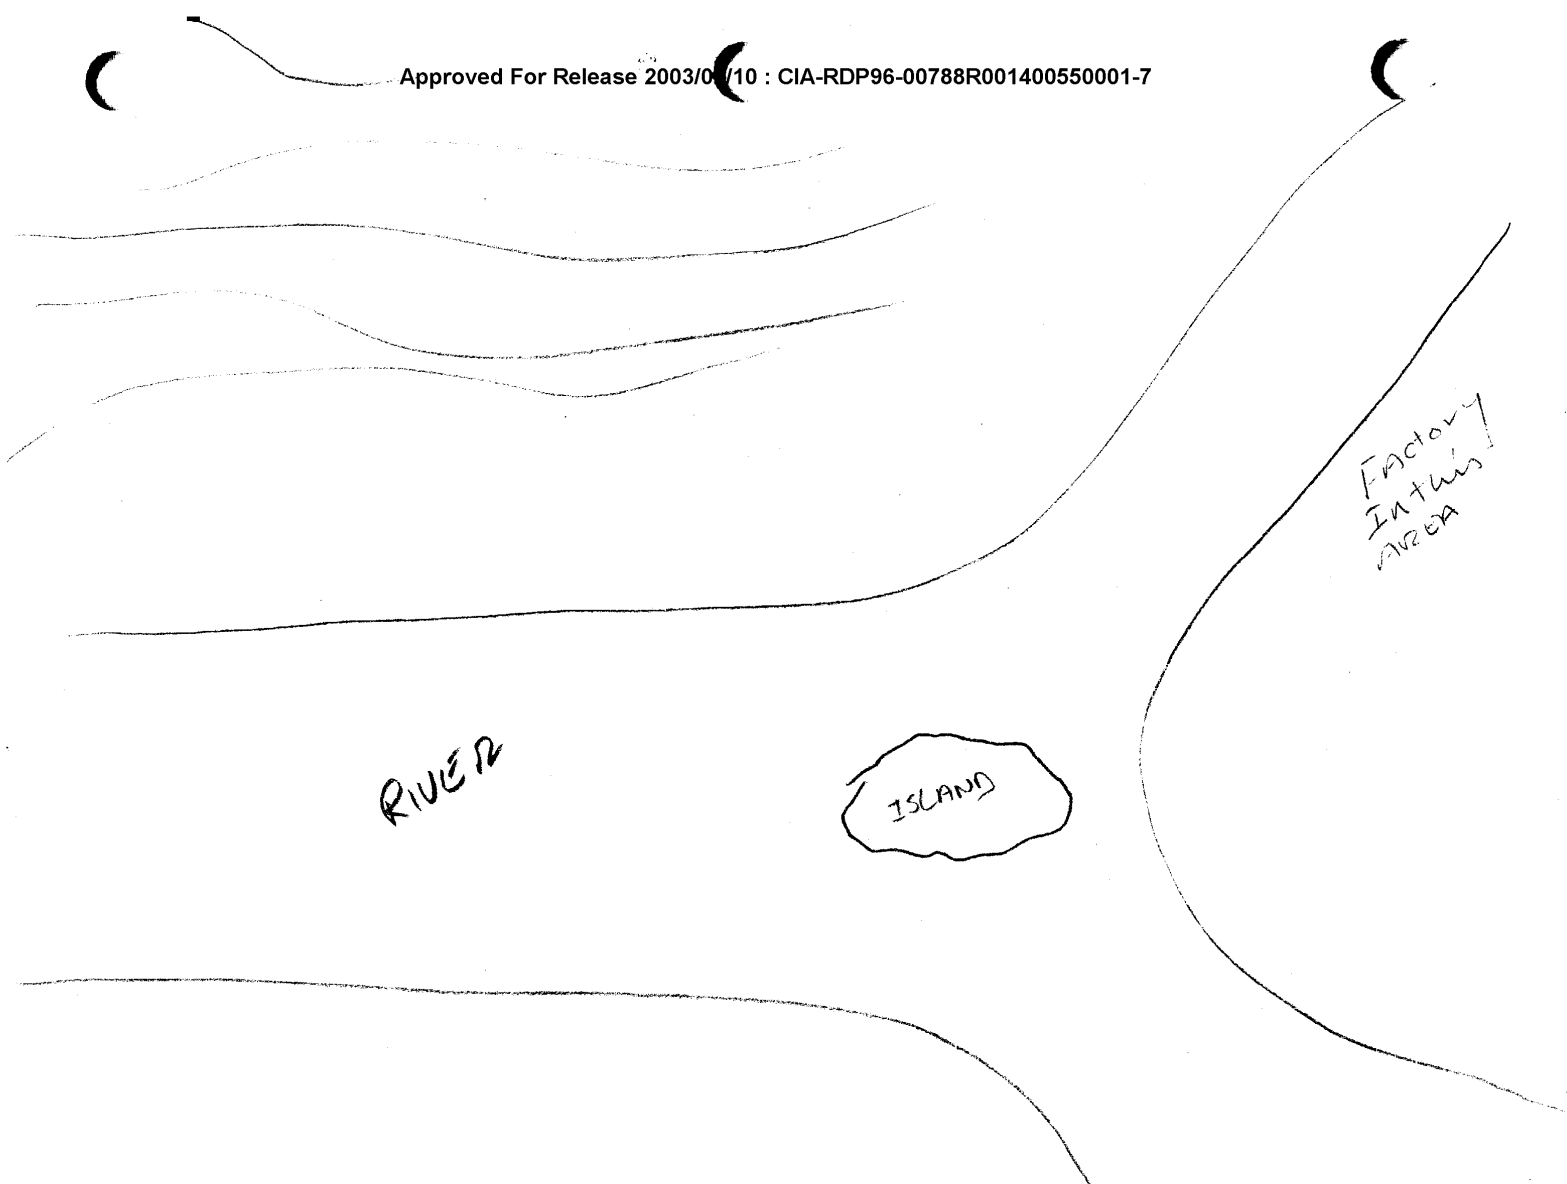 Approved For Release 2003/0 /10 : CIA-RDP96-00788R001400550001-7
Factory
In this
AREA
RIVER
ISLAND